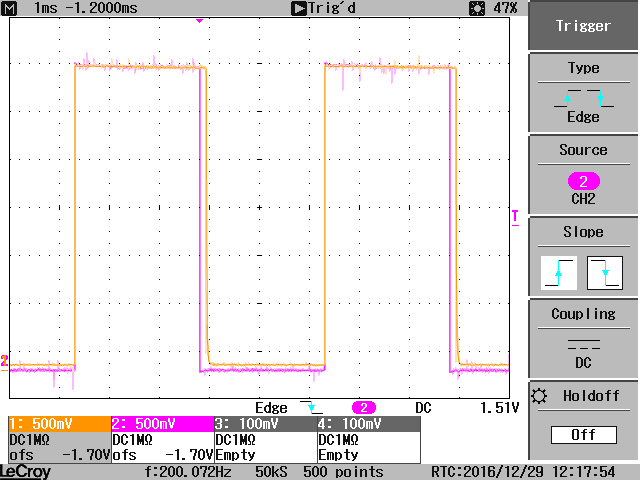 M 1ms -1.2000ms Trig'd 47%
Trigger
Type
Edge
Source
2
CH2
T
Slope
Coupling
DC
2
Holdoff
Off
Edge 2 DC 1.51V
1: 500mV 2: 500mV 3: 100mV 4: 100mV
DC1MΩ DC1MΩ DC1MΩ DC1MΩ
ofs -1.70V ofs -1.70V Empty Empty
LeCroy f:200.072Hz 50kS 500 points RTC:2016/12/29 12:17:54